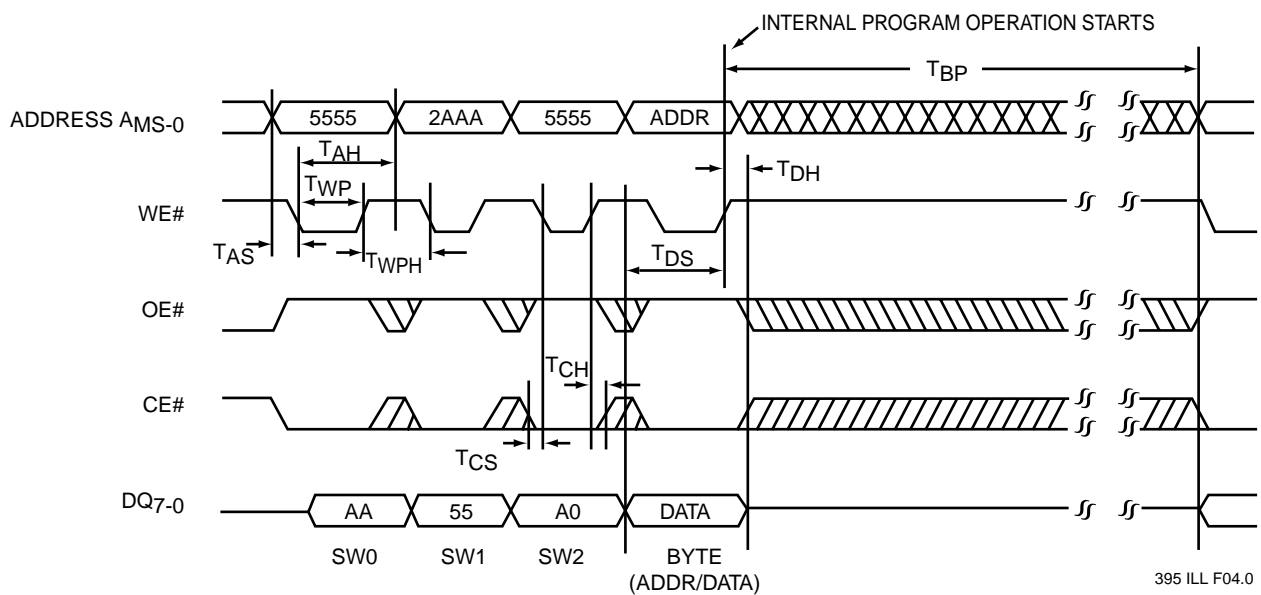 INTERNAL PROGRAM OPERATION STARTS
TBP
ADDRESS AMS-0
5555
2AAA
5555
ADDR
TAH
TDH
TWP
WE#
TAS
TWPH
TDS
OE#
TCH
CE#
TCS
DQ7-0
AA
55
A0
DATA
SW0
SW1
SW2
BYTE
(ADDR/DATA)
395 ILL F04.0